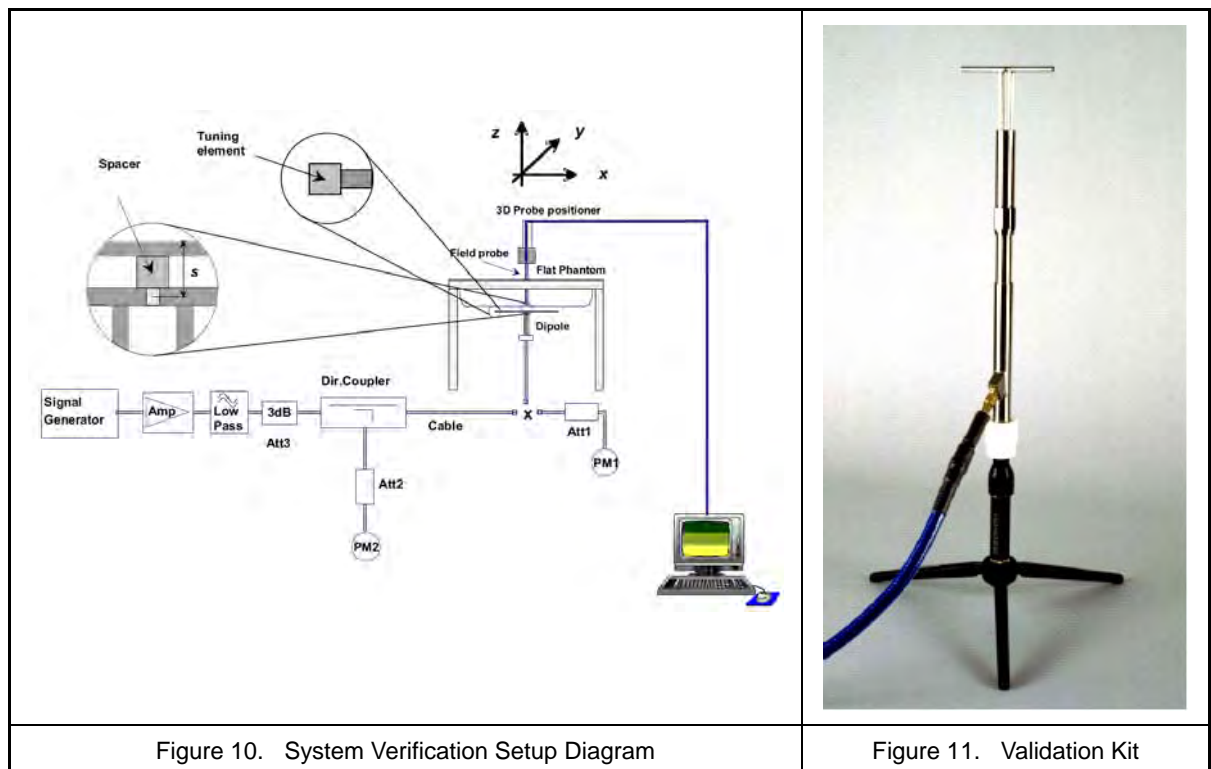 z
y
x
Tuning
element
Spacer
s
3D Probe positioner
Field probe
Flat Phantom
Dipole
Dir.Coupler
Signal
Generator
Amp
Low
Pass
3dB
Att3
Cable
x
Att1
PM1
Att2
PM2
Figure 10. System Verification Setup Diagram
Figure 11. Validation Kit